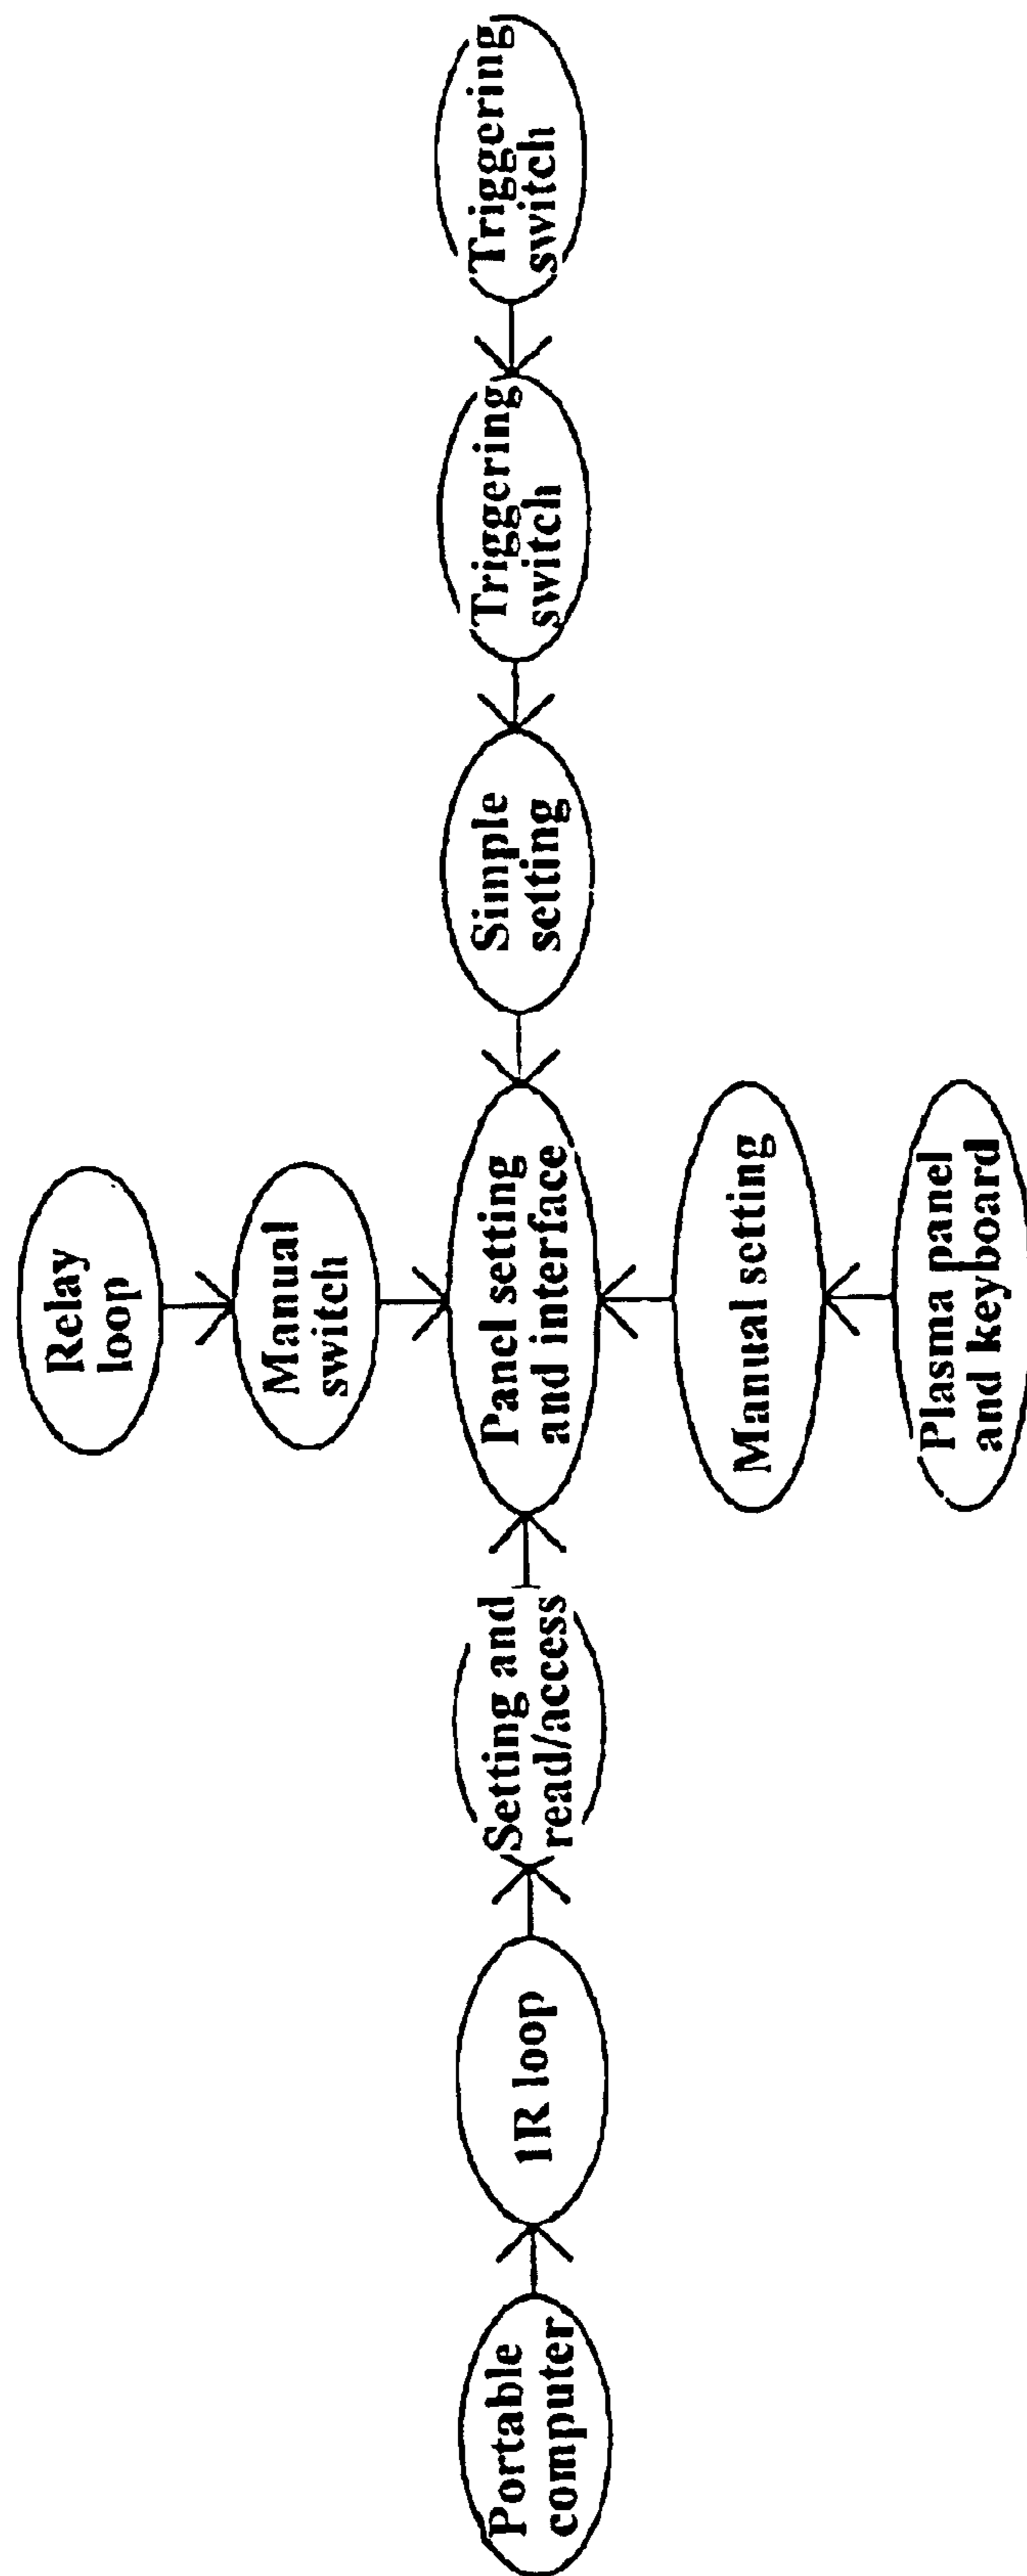 Relay
loop
Manual
switch
Portable
computer
1R loop
Setting and
read/access
Panel setting
and interface
Simple
setting
Triggering
switch
Triggering
switch
Manual setting
Plasma panel
and keyboard